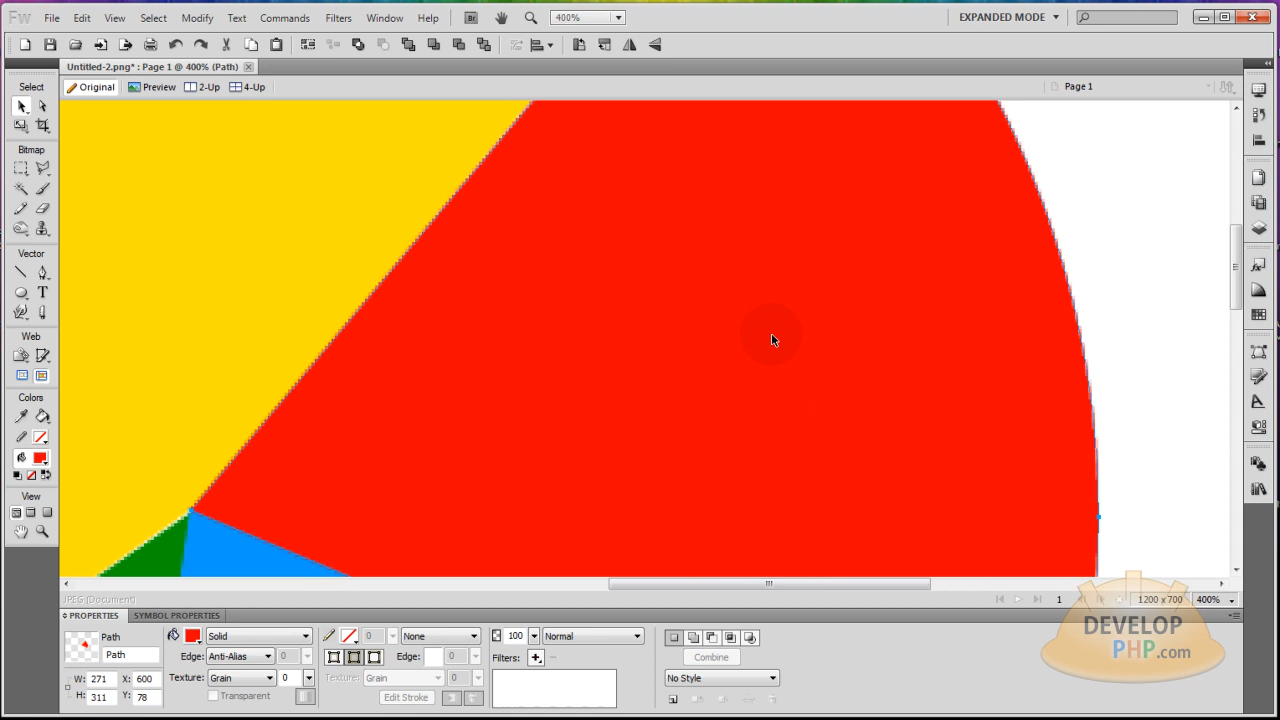 Fw File Edit View Select Modify Text Commands Filters Window Help Br 400% EXPANDED MODE
Untitled-2.png* : Page 1 @ 400% (Path)
Original Preview 2-Up 4-Up Page 1
Select
Bitmap
Vector
T
Web
Colors
View
JPEG (Document) 1 1200 x 700 400%
PROPERTIES SYMBOL PROPERTIES
Path Solid 0 None 100 Normal
Path Edge: Anti-Alias 0 Edge: 0 Filters: Combine
W: 271 X: 600 Texture: Grain 0 Texture: Grain 0 No Style
H: 311 Y: 78 Transparent Edit Stroke
DEVELOP
PHP.com